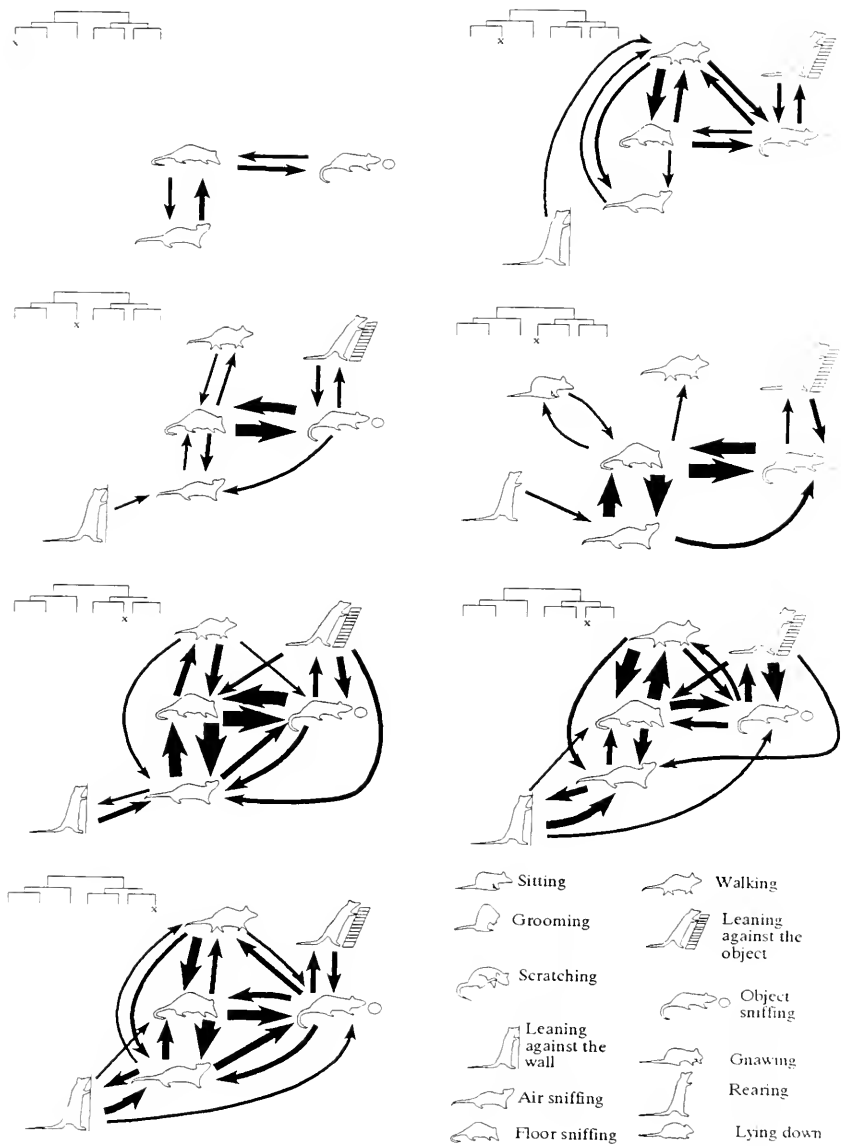 x
x
x
x
x
x
x
Sitting
Grooming
Scratching
Leaning
against the
wall
Air sniffing
Floor sniffing
Walking
Leaning
against the
object
Object
sniffing
Gnawing
Rearing
Lying down